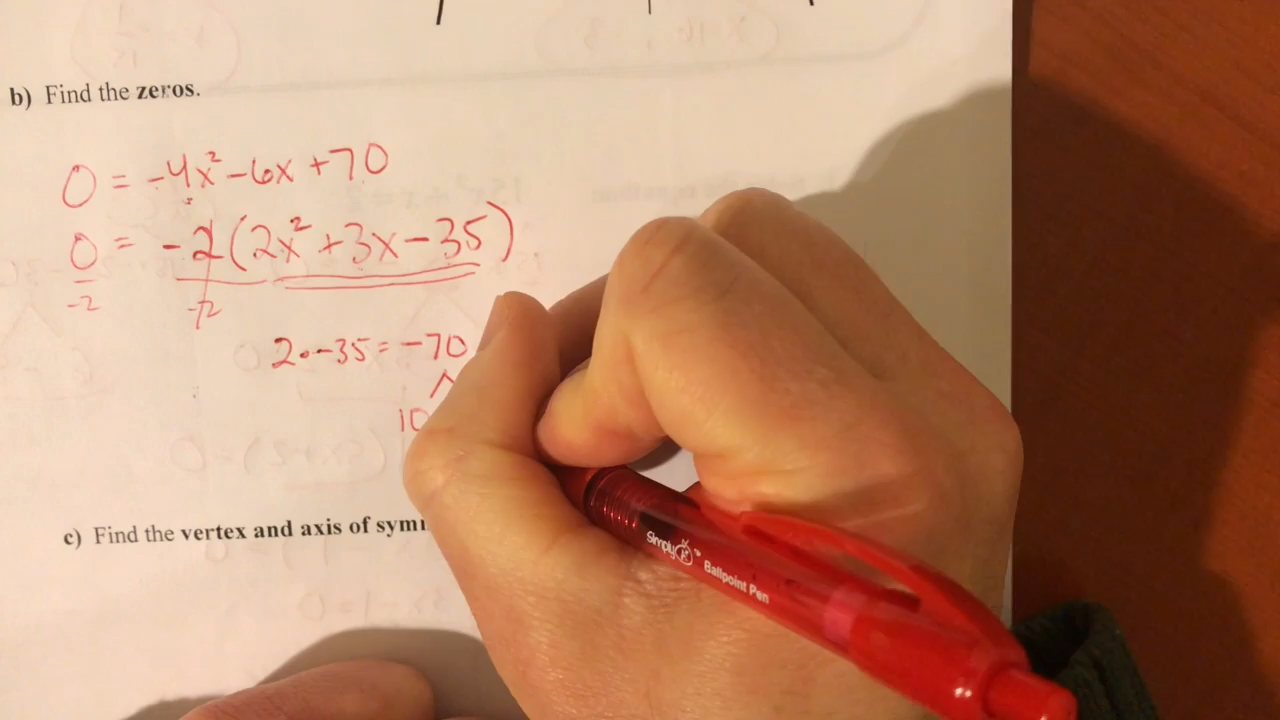 b) Find the zeros.
0 = -4x² - 6x + 70
0 = -2(2x² + 3x - 35)
-2 -2
2•-35 = -70
10
c) Find the vertex and axis of
Simply Ballpoint Pen